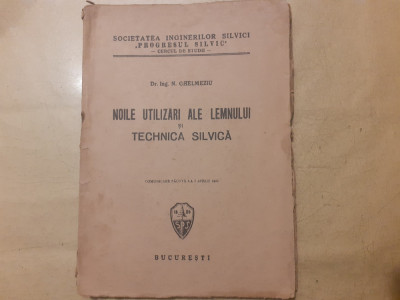 SOCIETATEA INGINERILOR SILVICI
„PROGRESUL SILVIC”
— CERCUL DE STUDII —
Dr. Ing. N. GHELMEZIU
NOILE UTILIZĂRI ALE LEMNULUI
ȘI
TECHNICA SILVICĂ
BUCUREȘTI